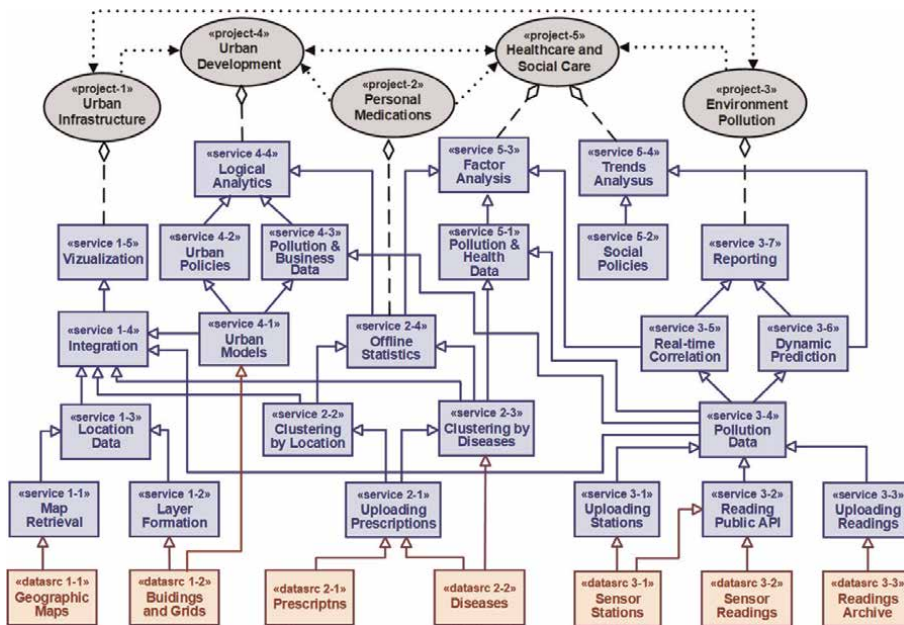 «project-4»
Urban
Development
«project-5»
Healthcare and
Social Care
«project-1»
Urban
Infrastructure
«project-2»
Personal
Medications
«project-3»
Environment
Pollution
«service 4-4»
Logical
Analytics
«service 5-3»
Factor
Analysis
«service 5-4»
Trends
Analysus
«service 1-5»
Vizualization
«service 4-2»
Urban
Policies
«service 4-3»
Pollution &
Business
Data
«service 5-1»
Pollution &
Health
Data
«service 5-2»
Social
Policies
«service 3-7»
Reporting
«service 1-4»
Integration
«service 4-1»
Urban
Models
«service 2-4»
Offline
Statistics
«service 3-5»
Real-time
Correlation
«service 3-6»
Dynamic
Prediction
«service 1-3»
Location
Data
«service 2-2»
Clustering
by Location
«service 2-3»
Clustering by
Diseases
«service 3-4»
Pollution
Data
«service 1-1»
Map
Retrieval
«service 1-2»
Layer
Formation
«service 2-1»
Uploading
Prescriptions
«service 3-1»
Uploading
Stations
«service 3-2»
Reading
Public API
«service 3-3»
Uploading
Readings
«datasrc 1-1»
Geographic
Maps
«datasrc 1-2»
Buidings
and Grids
«datasrc 2-1»
Prescriptns
«datasrc 2-2»
Diseases
«datasrc 3-1»
Sensor
Stations
«datasrc 3-2»
Sensor
Readings
«datasrc 3-3»
Readings
Archive